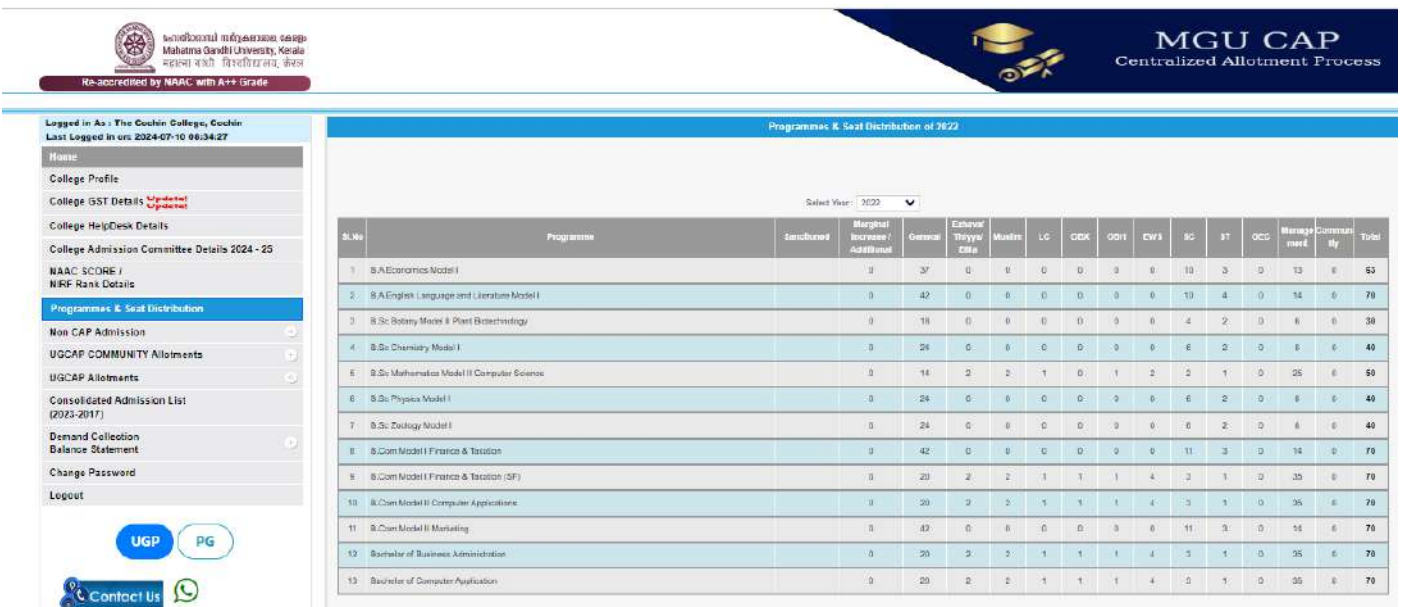 Mahatma Gandhi University, Kerala
Re-accredited by NAAC with A++ Grade
MGU CAP
Centralized Allotment Process
Logged in As : The Cochin College, Cochin
Last Logged in on: 2024-07-10 08:34:27
Home
College Profile
College GST Details Update! Update!
College HelpDesk Details
College Admission Committee Details 2024 - 25
NAAC SCORE /
NIRF Rank Details
Programmes & Seat Distribution
Non CAP Admission
UGCAP COMMUNITY Allotments
UGCAP Allotments
Consolidated Admission List
(2023-2017)
Demand Collection
Balance Statement
Change Password
Logout
UGP PG
Contact Us
Programmes & Seat Distribution of 2022
Select Year : 2022
Sl.No Programme Sanctioned Marginal Increase / Additional General Ezhava/ Thiyya/ Muslim LC OBX EWS SC ST OEC Manage ment Commun ity Total
1 B.A Economics Model I 0 37 0 0 0 0 0 0 10 3 0 13 0 63
2 B.A English Language and Literature Model I 0 42 0 0 0 0 0 0 10 4 0 14 0 70
3 B.Sc Botany Model II Plant Biotechnology 0 18 0 0 0 0 0 0 4 2 0 6 0 30
4 B.Sc Chemistry Model I 0 24 0 0 0 0 0 0 6 2 0 8 0 40
5 B.Sc Mathematics Model II Computer Science 0 14 2 2 1 0 1 2 2 1 0 25 0 50
6 B.Sc Physics Model I 0 24 0 0 0 0 0 0 6 2 0 8 0 40
7 B.Sc Zoology Model I 0 24 0 0 0 0 0 0 6 2 0 8 0 40
8 B.Com Model I Finance & Taxation 0 42 0 0 0 0 0 0 11 3 0 14 0 70
9 B.Com Model I Finance & Taxation (SF) 0 20 2 2 1 1 1 4 3 1 0 35 0 70
10 B.Com Model II Computer Applications 0 20 2 2 1 1 1 4 3 1 0 35 0 70
11 B.Com Model II Marketing 0 42 0 0 0 0 0 0 11 3 0 14 0 70
12 Bachelor of Business Administration 0 20 2 2 1 1 1 4 3 1 0 35 0 70
13 Bachelor of Computer Application 0 20 2 2 1 1 1 4 3 1 0 35 0 70